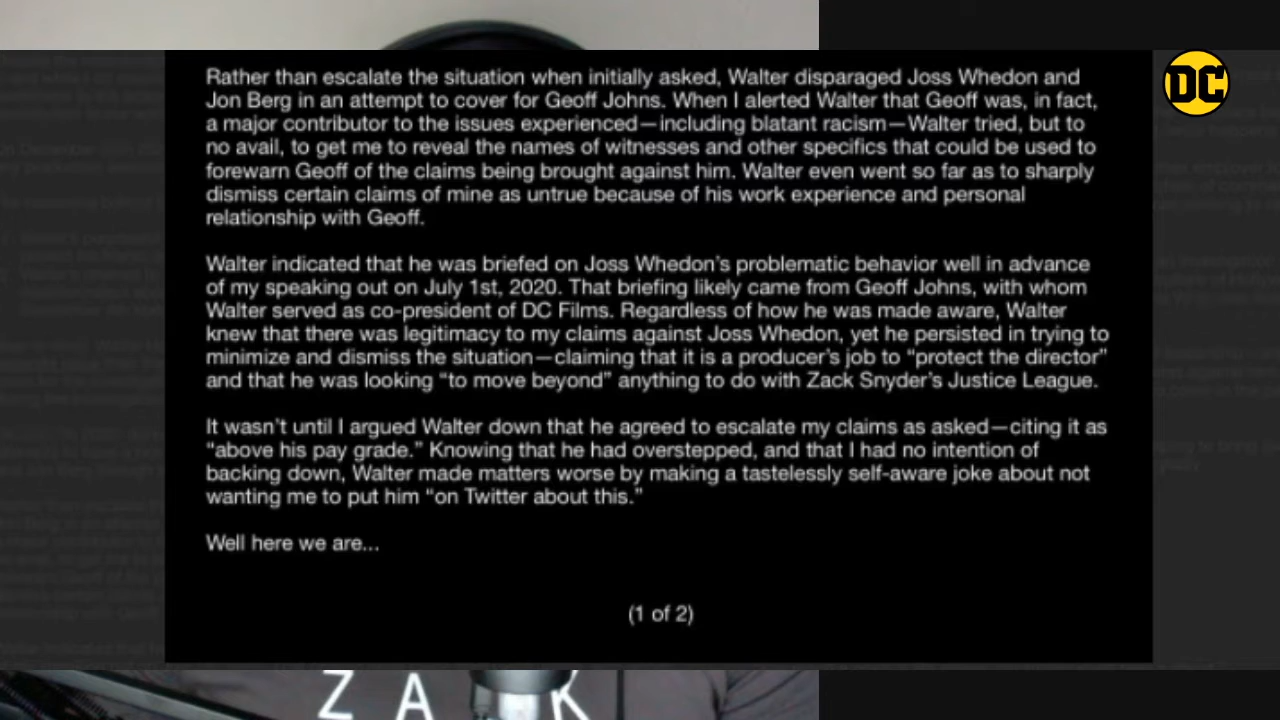 DC
Rather than escalate the situation when initially asked, Walter disparaged Joss Whedon and
Jon Berg in an attempt to cover for Geoff Johns. When I alerted Walter that Geoff was, in fact,
a major contributor to the issues experienced—including blatant racism—Walter tried, but to
no avail, to get me to reveal the names of witnesses and other specifics that could be used to
forewarn Geoff of the claims being brought against him. Walter even went so far as to sharply
dismiss certain claims of mine as untrue because of his work experience and personal
relationship with Geoff.
Walter indicated that he was briefed on Joss Whedon's problematic behavior well in advance
of my speaking out on July 1st, 2020. That briefing likely came from Geoff Johns, with whom
Walter served as co-president of DC Films. Regardless of how he was made aware, Walter
knew that there was legitimacy to my claims against Joss Whedon, yet he persisted in trying to
minimize and dismiss the situation—claiming that it is a producer's job to “protect the director”
and that he was looking “to move beyond” anything to do with Zack Snyder's Justice League.
It wasn't until I argued Walter down that he agreed to escalate my claims as asked—citing it as
“above his pay grade.” Knowing that he had overstepped, and that I had no intention of
backing down, Walter made matters worse by making a tastelessly self-aware joke about not
wanting me to put him “on Twitter about this.”
Well here we are...
(1 of 2)
Z A K